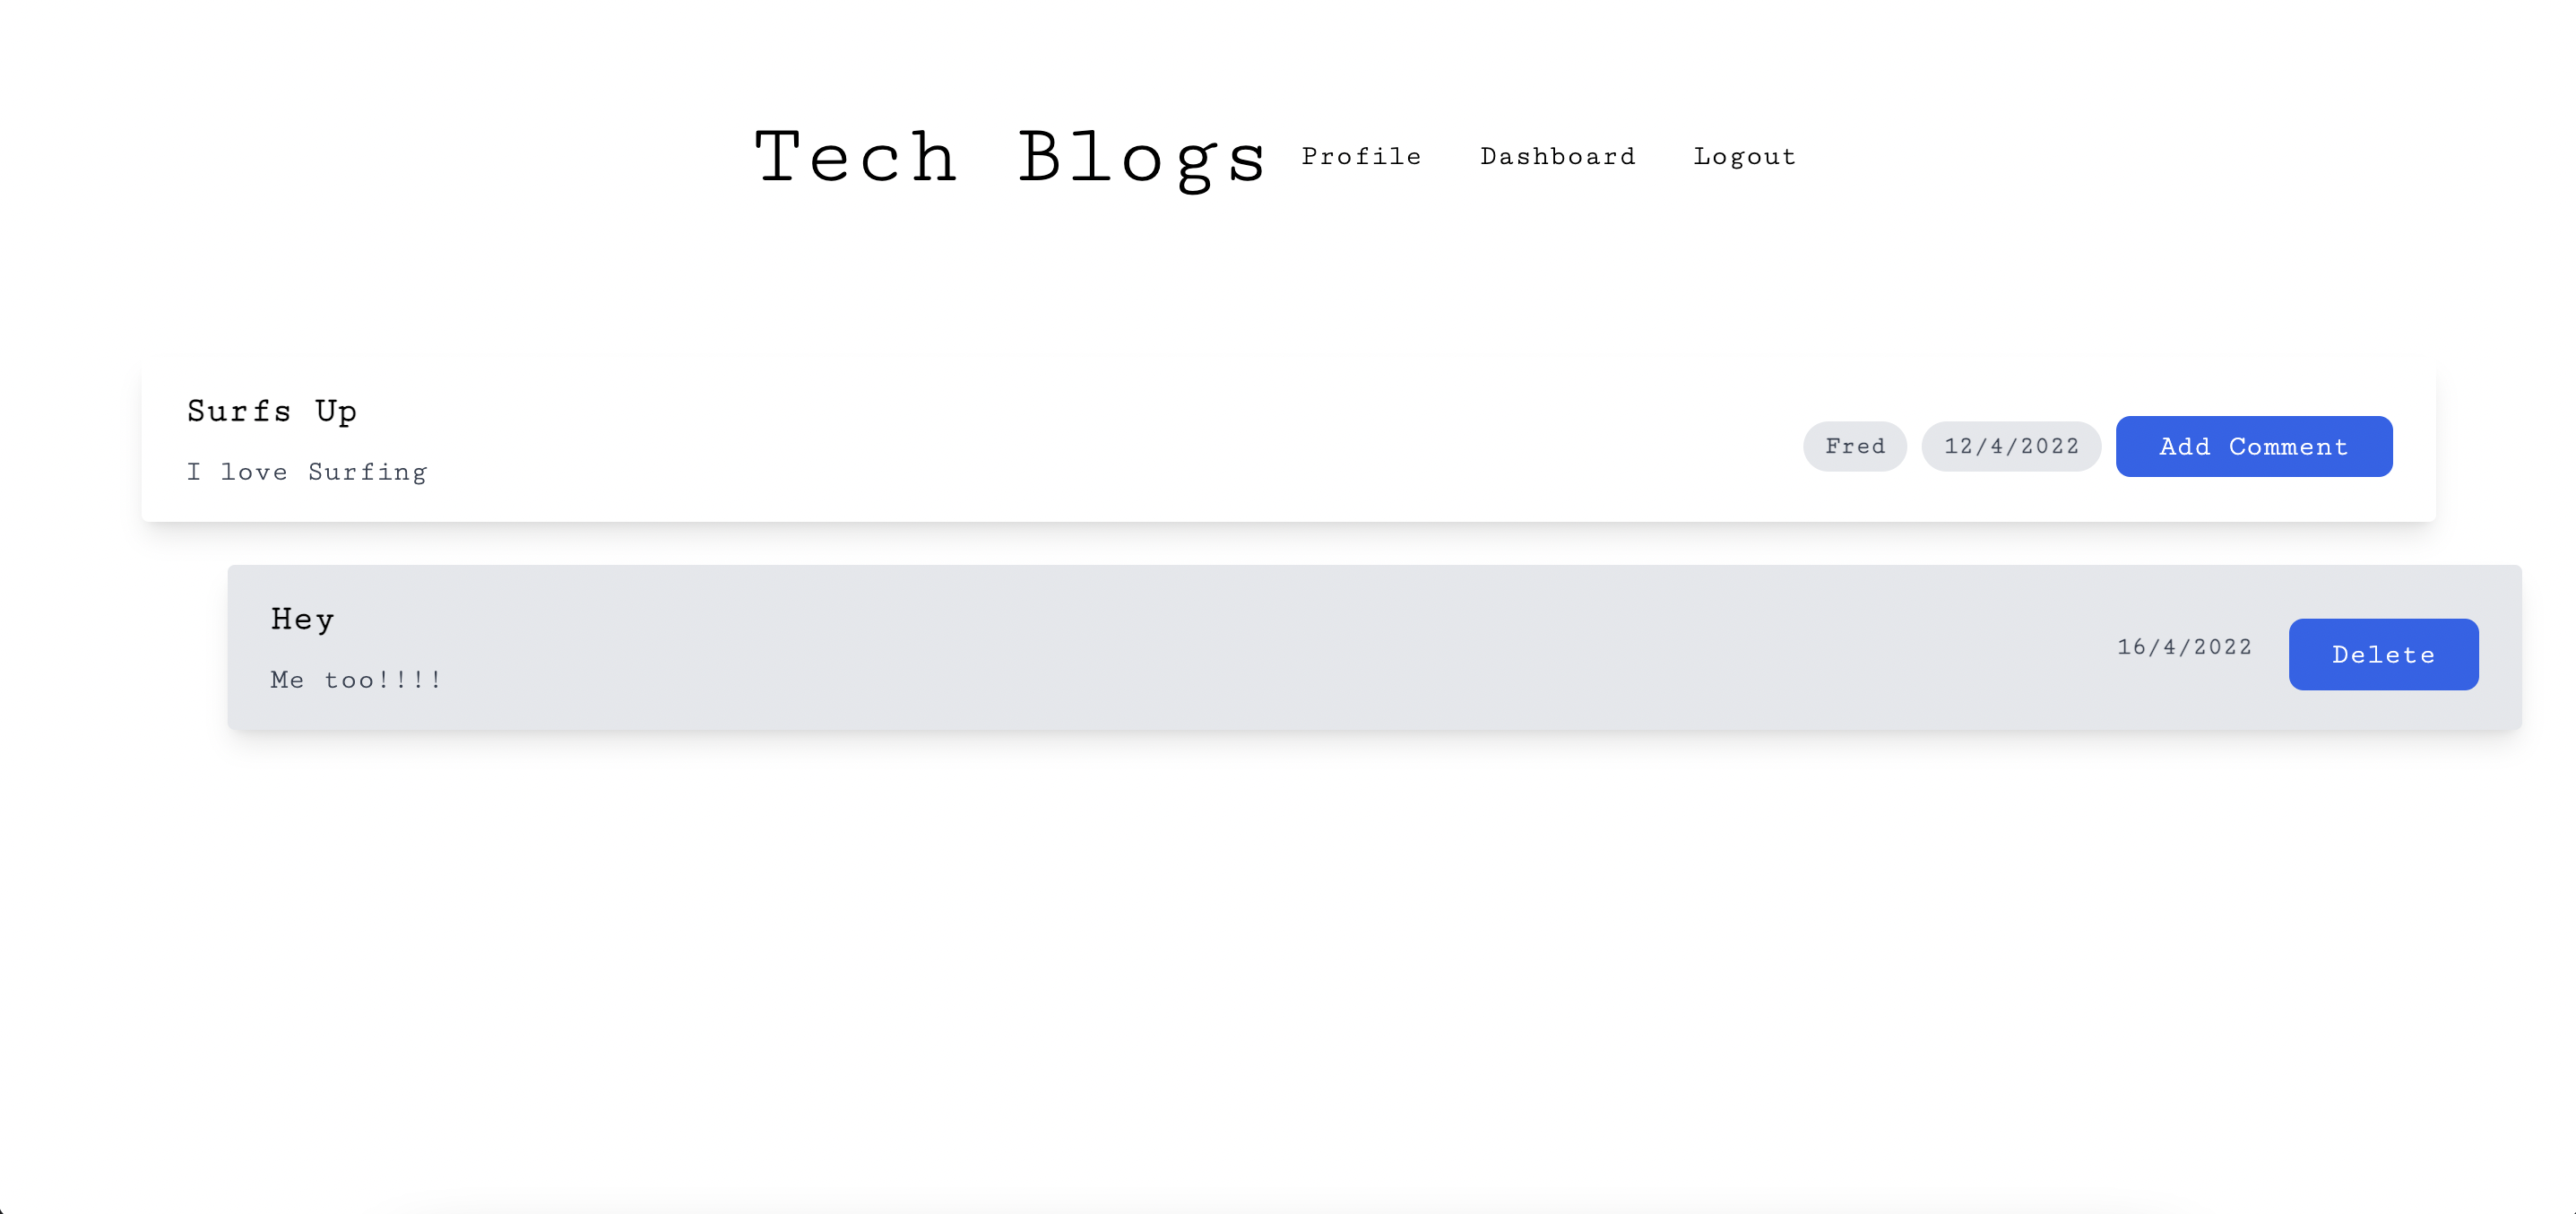 Tech Blogs Profile Dashboard Logout
Surfs Up
I love Surfing
Fred 12/4/2022 Add Comment
Hey
Me too!!!!
16/4/2022 Delete